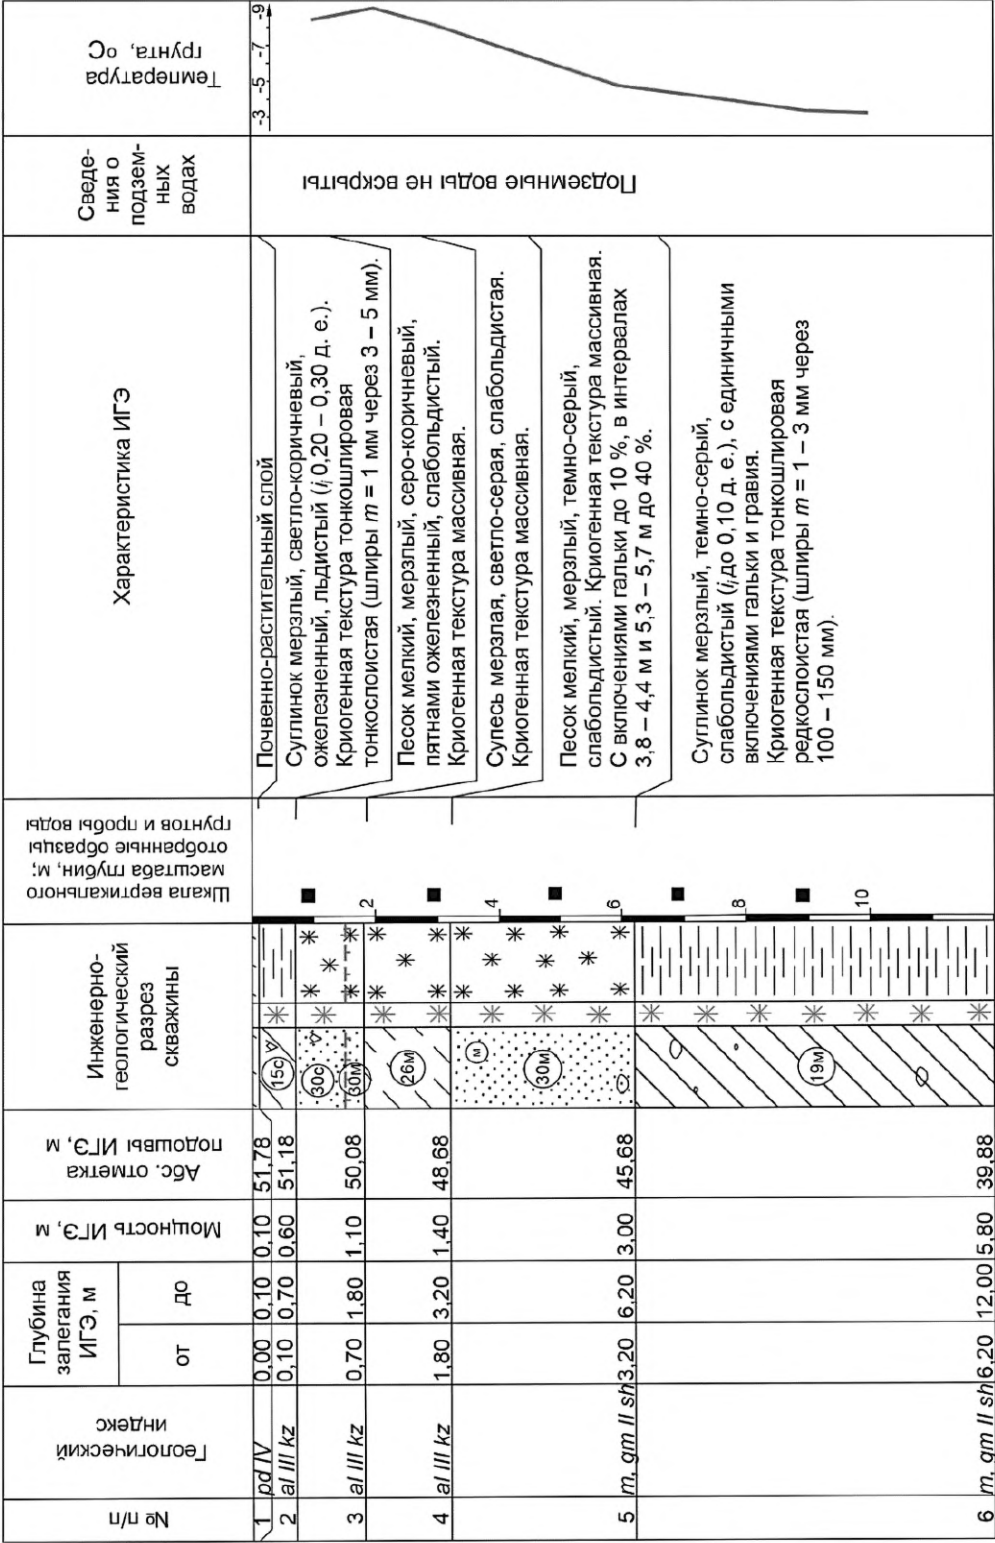 № п/п
Геологический
индекс
Глубина
залегания
ИГЭ, м
от
до
Мощность ИГЭ, м
Абс. отметка
подошвы ИГЭ, м
Инженерно-
геологический
разрез
скважины
Шкала вертикального
масштаба глубин, м;
отобранные образцы
грунтов и пробы воды
Характеристика ИГЭ
Сведе-
ния о
подзем-
ных
водах
Температура
грунта, оС
-3 -5 -7 -9
1 pd IV 0,00 0,10 0,10 51,78
Почвенно-растительный слой
2 al III kz 0,10 0,70 0,60 51,18
15с
Суглинок мерзлый, светло-коричневый,
ожелезненный, льдистый (ii 0,20 – 0,30 д. е.).
Криогенная текстура тонкошлировая
тонкослоистая (шлиры m = 1 мм через 3 – 5 мм).
3 al III kz 0,70 1,80 1,10 50,08
30с
30м
Песок мелкий, мерзлый, серо-коричневый,
пятнами ожелезненный, слабольдистый.
Криогенная текстура массивная.
4 al III kz 1,80 3,20 1,40 48,68
26м
Супесь мерзлая, светло-серая, слабольдистая.
Криогенная текстура массивная.
5 m, gm II sh 3,20 6,20 3,00 45,68
м
30м
Песок мелкий, мерзлый, темно-серый,
слабольдистый. Криогенная текстура массивная.
С включениями гальки до 10 %, в интервалах
3,8 – 4,4 м и 5,3 – 5,7 м до 40 %.
6 m, gm II sh 6,20 12,00 5,80 39,88
19м
Суглинок мерзлый, темно-серый,
слабольдистый (ii до 0,10 д. е.), с единичными
включениями гальки и гравия.
Криогенная текстура тонкошлировая
редкослоистая (шлиры m = 1 – 3 мм через
100 – 150 мм).
2
4
6
8
10
Подземные воды не вскрыты